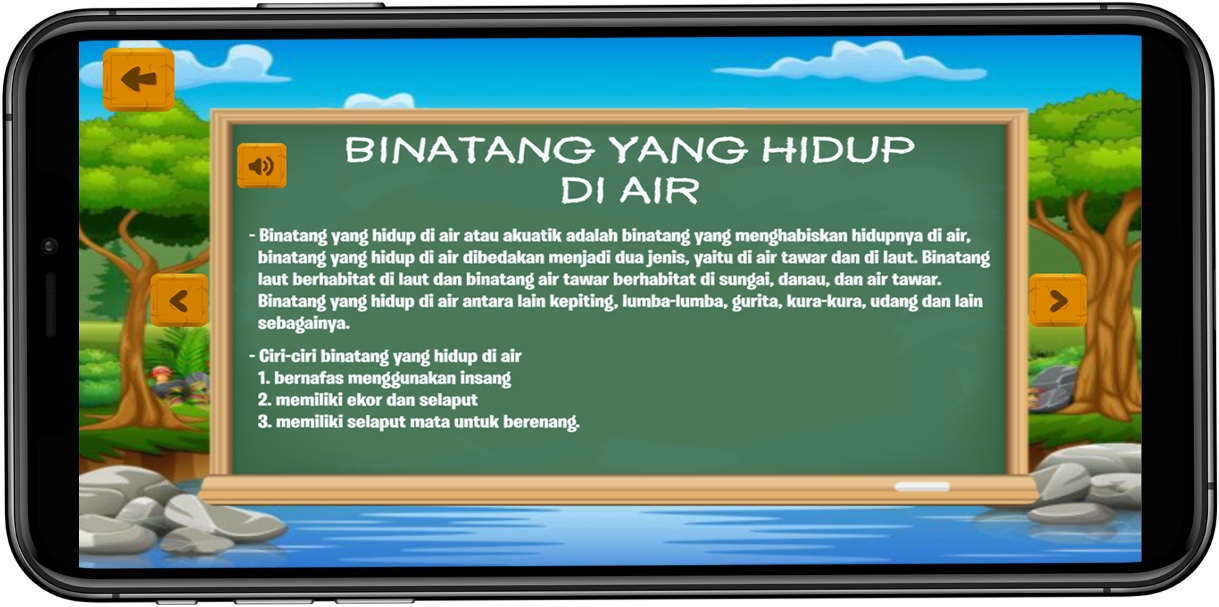 BINATANG YANG HIDUP
DI AIR
- Binatang yang hidup di air atau akuatik adalah binatang yang menghabiskan hidupnya di air,
binatang yang hidup di air dibedakan menjadi dua jenis, yaitu di air tawar dan di laut. Binatang
laut berhabitat di laut dan binatang air tawar berhabitat di sungai, danau, dan air tawar.
Binatang yang hidup di air antara lain kepiting, lumba-lumba, gurita, kura-kura, udang dan lain
sebagainya.
- Ciri-ciri binatang yang hidup di air
1. bernafas menggunakan insang
2. memiliki ekor dan selaput
3. memiliki selaput mata untuk berenang.